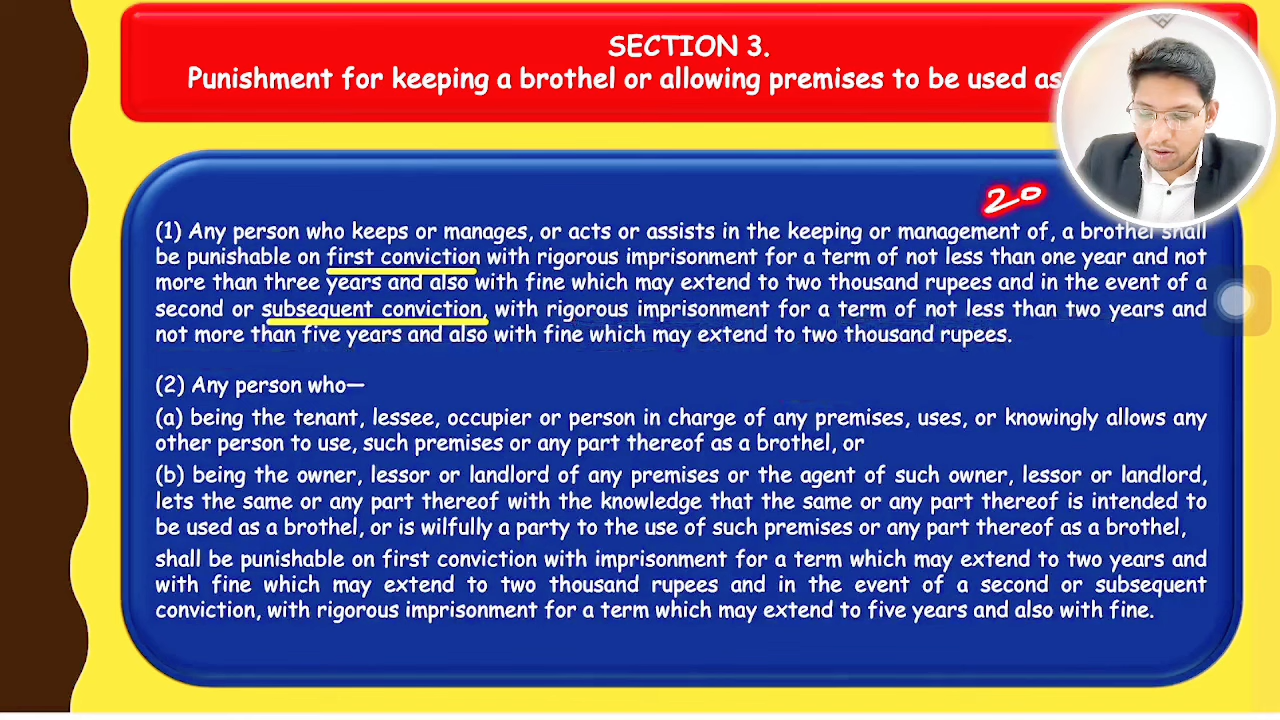 SECTION 3.
Punishment for keeping a brothel or allowing premises to be used as
20
(1) Any person who keeps or manages, or acts or assists in the keeping or management of, a brothel shall
be punishable on first conviction with rigorous imprisonment for a term of not less than one year and not
more than three years and also with fine which may extend to two thousand rupees and in the event of a
second or subsequent conviction, with rigorous imprisonment for a term of not less than two years and
not more than five years and also with fine which may extend to two thousand rupees.
(2) Any person who—
(a) being the tenant, lessee, occupier or person in charge of any premises, uses, or knowingly allows any
other person to use, such premises or any part thereof as a brothel, or
(b) being the owner, lessor or landlord of any premises or the agent of such owner, lessor or landlord,
lets the same or any part thereof with the knowledge that the same or any part thereof is intended to
be used as a brothel, or is wilfully a party to the use of such premises or any part thereof as a brothel,
shall be punishable on first conviction with imprisonment for a term which may extend to two years and
with fine which may extend to two thousand rupees and in the event of a second or subsequent
conviction, with rigorous imprisonment for a term which may extend to five years and also with fine.